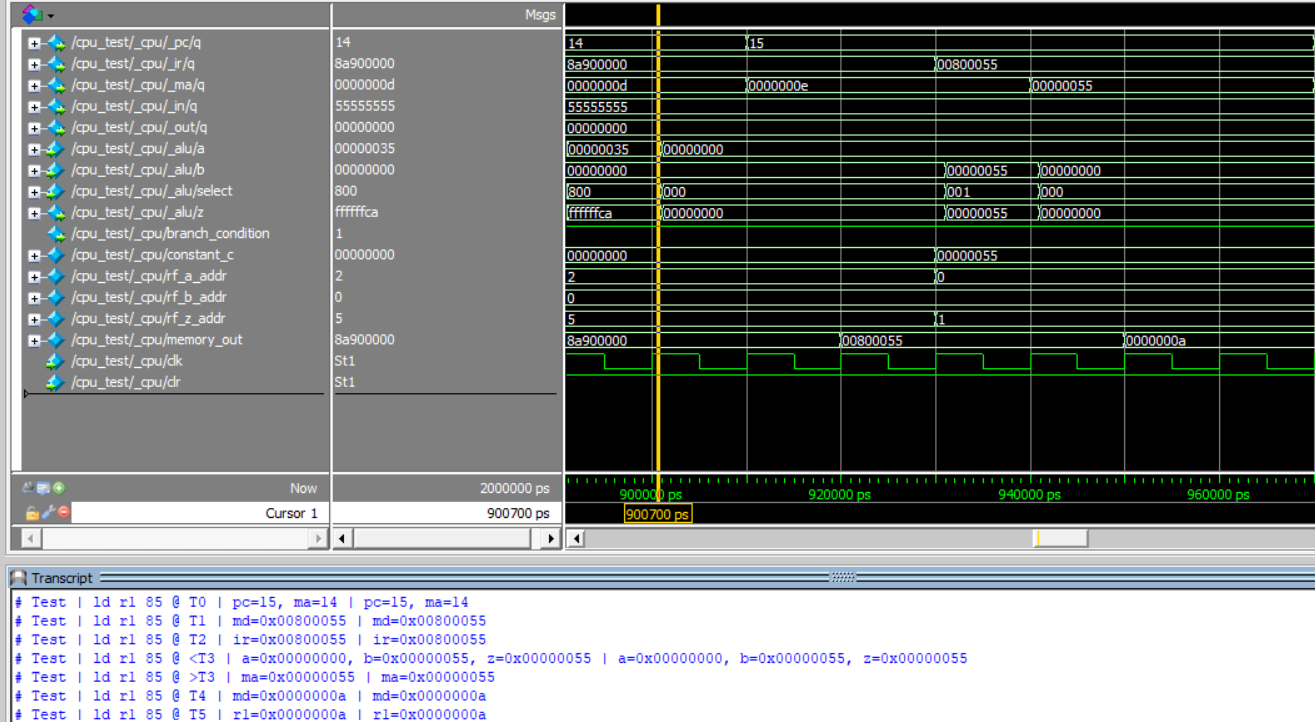 Msgs
/cpu_test/_cpu/_pc/q 14 14 15
/cpu_test/_cpu/_ir/q 8a900000 8a900000 00800055
/cpu_test/_cpu/_ma/q 0000000d 0000000d 0000000e 00000055
/cpu_test/_cpu/_in/q 55555555 55555555
/cpu_test/_cpu/_out/q 00000000 00000000
/cpu_test/_cpu/_alu/a 00000035 00000035 00000000
/cpu_test/_cpu/_alu/b 00000000 00000000 00000055 00000000
/cpu_test/_cpu/_alu/select 800 800 000 001 000
/cpu_test/_cpu/_alu/z ffffffca ffffffca 00000000 00000055 00000000
/cpu_test/_cpu/branch_condition 1
/cpu_test/_cpu/constant_c 00000000 00000000 00000055
/cpu_test/_cpu/rf_a_addr 2 2 0
/cpu_test/_cpu/rf_b_addr 0 0
/cpu_test/_cpu/rf_z_addr 5 5 1
/cpu_test/_cpu/memory_out 8a900000 8a900000 00800055 0000000a
/cpu_test/_cpu/clk St1
/cpu_test/_cpu/clr St1
Now 2000000 ps 900000 ps 920000 ps 940000 ps 960000 ps
Cursor 1 900700 ps 900700 ps
Transcript
# Test | ld r1 85 @ T0 | pc=15, ma=14 | pc=15, ma=14
# Test | ld r1 85 @ T1 | md=0x00800055 | md=0x00800055
# Test | ld r1 85 @ T2 | ir=0x00800055 | ir=0x00800055
# Test | ld r1 85 @ <T3 | a=0x00000000, b=0x00000055, z=0x00000055 | a=0x00000000, b=0x00000055, z=0x00000055
# Test | ld r1 85 @ >T3 | ma=0x00000055 | ma=0x00000055
# Test | ld r1 85 @ T4 | md=0x0000000a | md=0x0000000a
# Test | ld r1 85 @ T5 | r1=0x0000000a | r1=0x0000000a